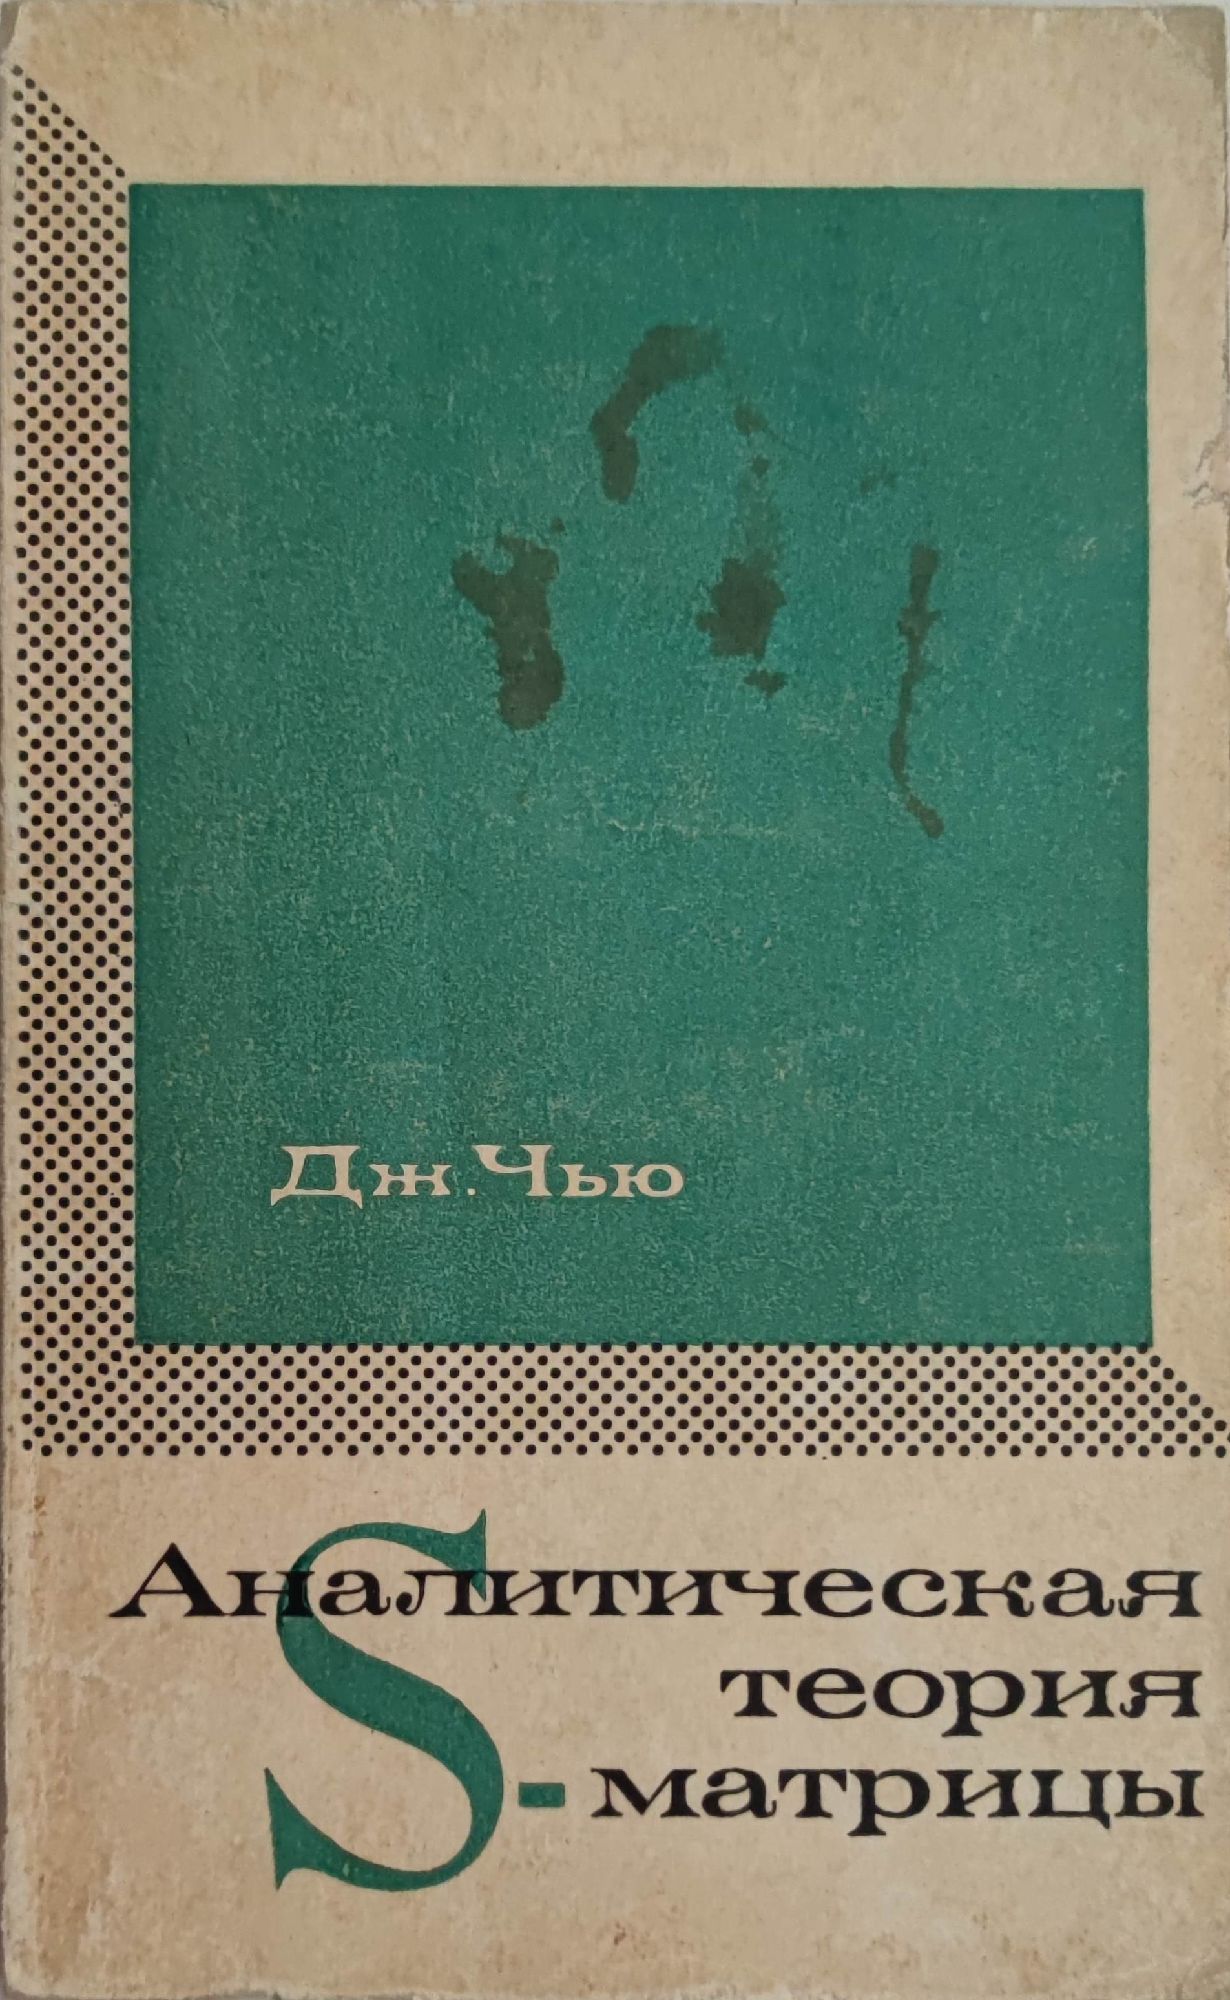 Дж. Чью
Аналитическая
теория
S-матрицы